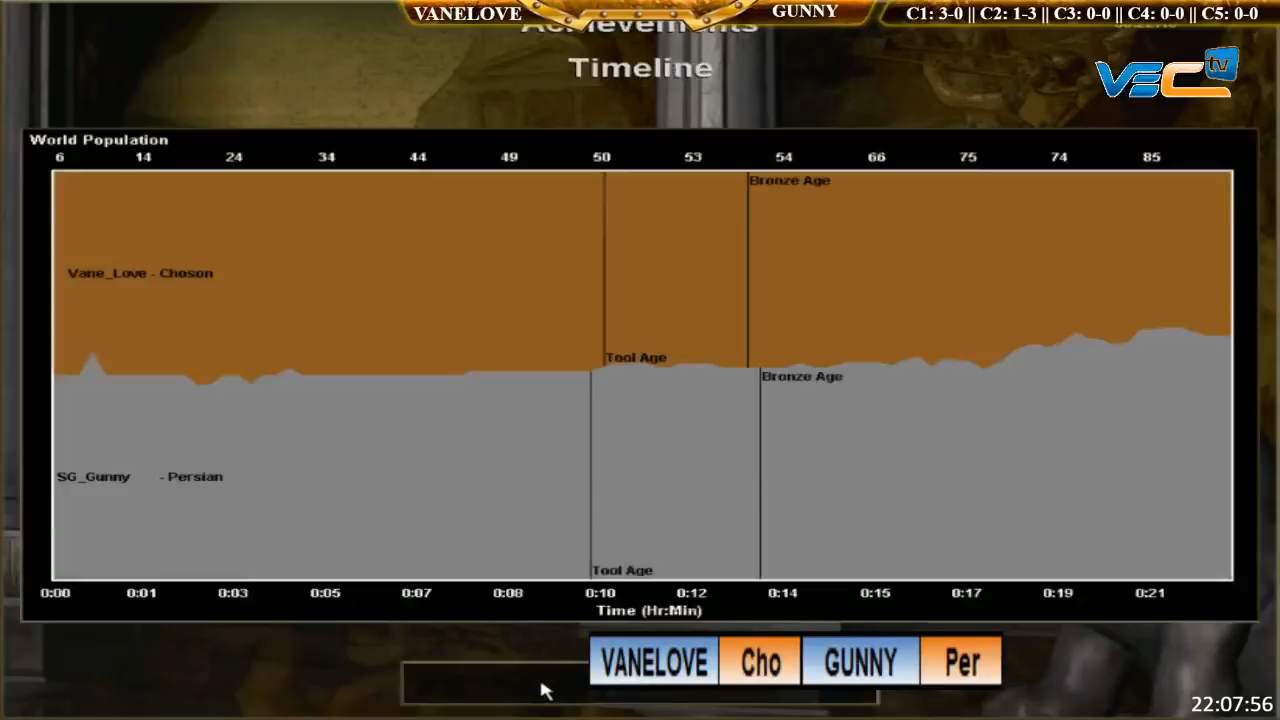 VANELOVE GUNNY C1: 3-0 || C2: 1-3 || C3: 0-0 || C4: 0-0 || C5: 0-0
Achievements
Timeline
VECtv
World Population
6 14 24 34 44 49 50 53 54 66 75 74 85
Bronze Age
Vane_Love - Choson
Tool Age
Bronze Age
SG_Gunny - Persian
Tool Age
0:00 0:01 0:03 0:05 0:07 0:08 0:10 0:12 0:14 0:15 0:17 0:19 0:21
Time (Hr:Min)
VANELOVE Cho GUNNY Per
22:07:56